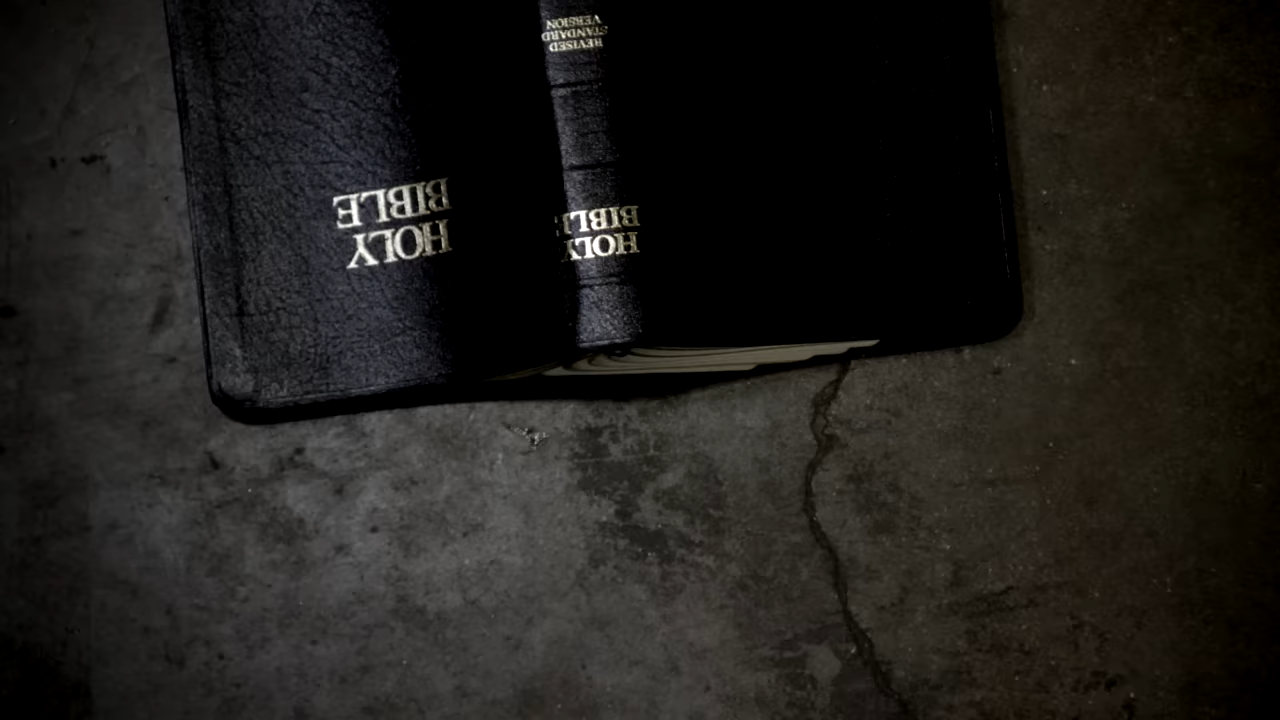 HOLY
BIBLE
HOLY
BIBLE
REVISED
STANDARD
VERSION